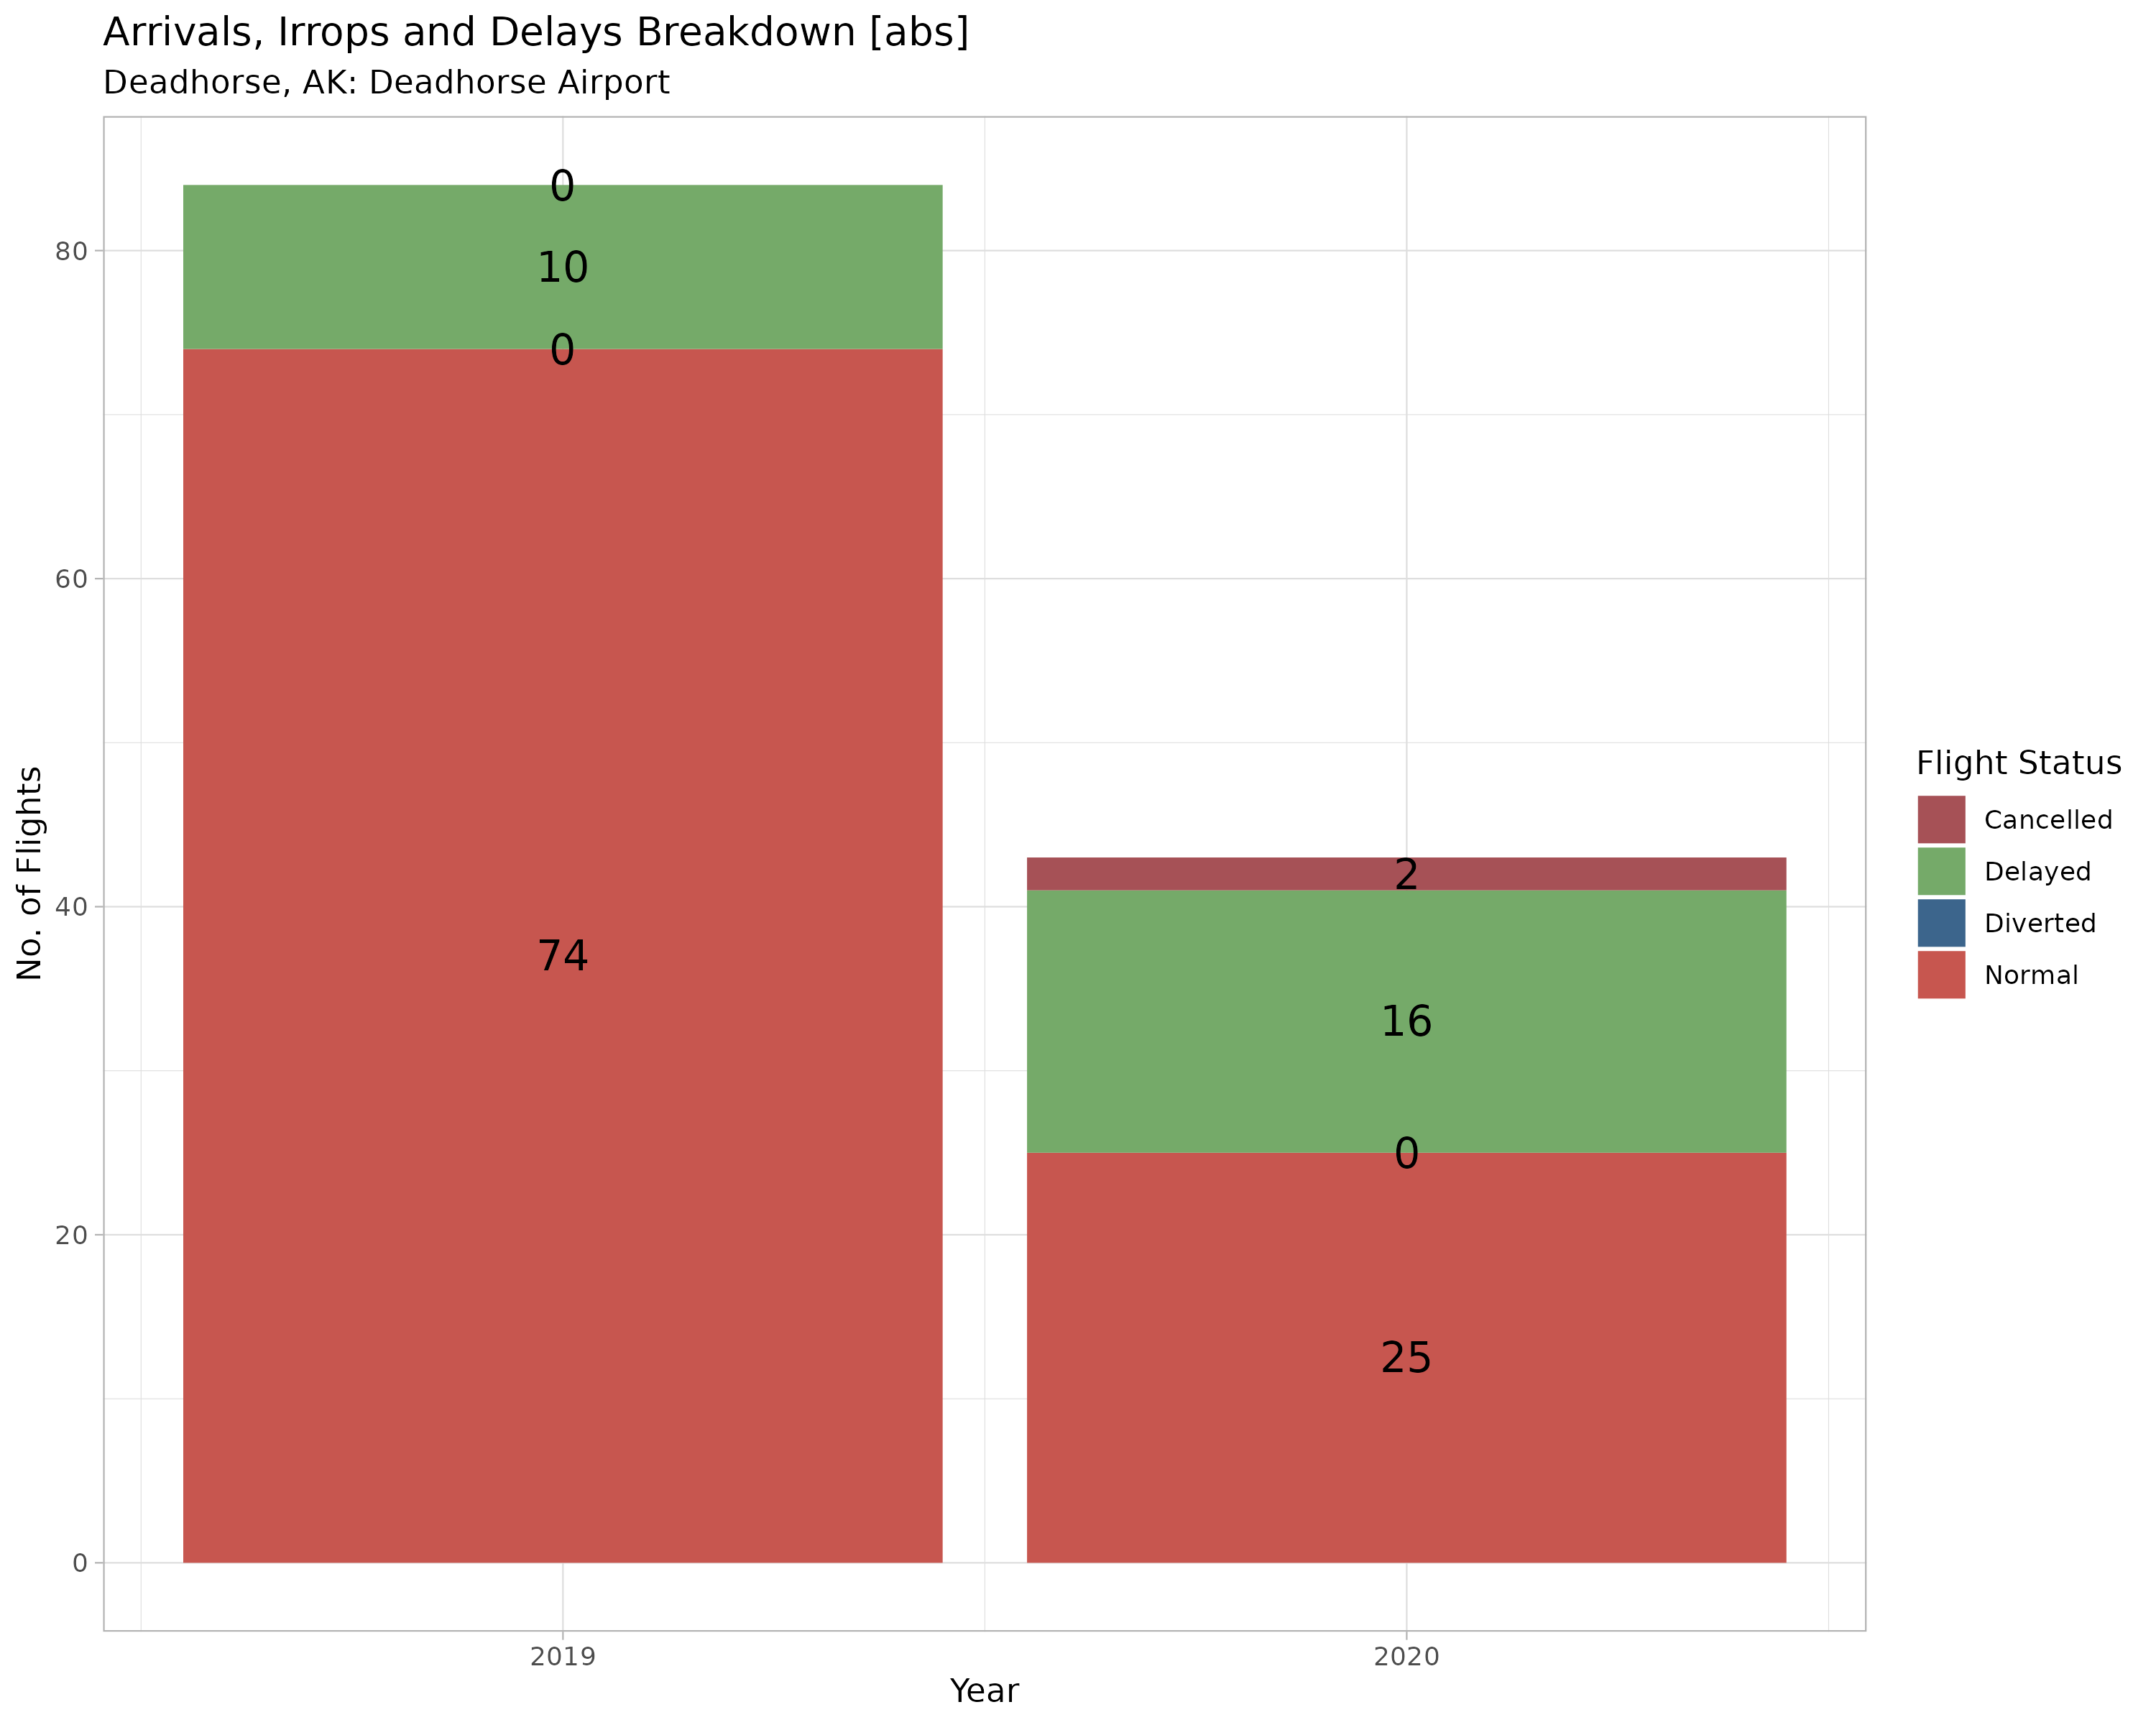 Arrivals, Irrops and Delays Breakdown [abs]
Deadhorse, AK: Deadhorse Airport
No. of Flights
80
60
40
20
0
0
10
0
74
2
16
0
25
2019
2020
Year
Flight Status
Cancelled
Delayed
Diverted
Normal